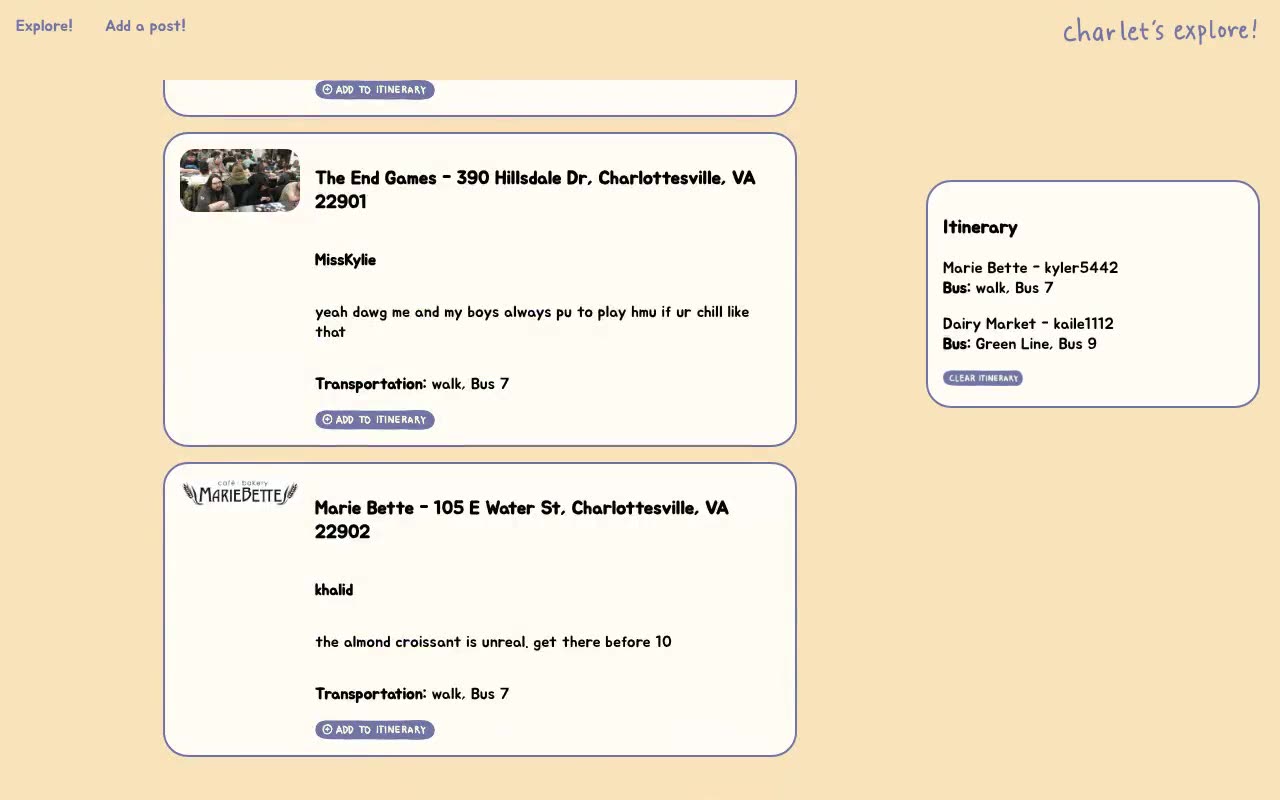 Explore!
Add a post!
charlet's explore!
ADD TO ITINERARY
The End Games - 390 Hillsdale Dr, Charlottesville, VA
22901
MissKylie
yeah dawg me and my boys always pu to play hmu if ur chill like
that
Transportation: walk, Bus 7
ADD TO ITINERARY
café · bakery
MARIEBETTE
Marie Bette - 105 E Water St, Charlottesville, VA
22902
khalid
the almond croissant is unreal. get there before 10
Transportation: walk, Bus 7
ADD TO ITINERARY
Itinerary
Marie Bette - kyler5442
Bus: walk, Bus 7
Dairy Market - kaile1112
Bus: Green Line, Bus 9
CLEAR ITINERARY